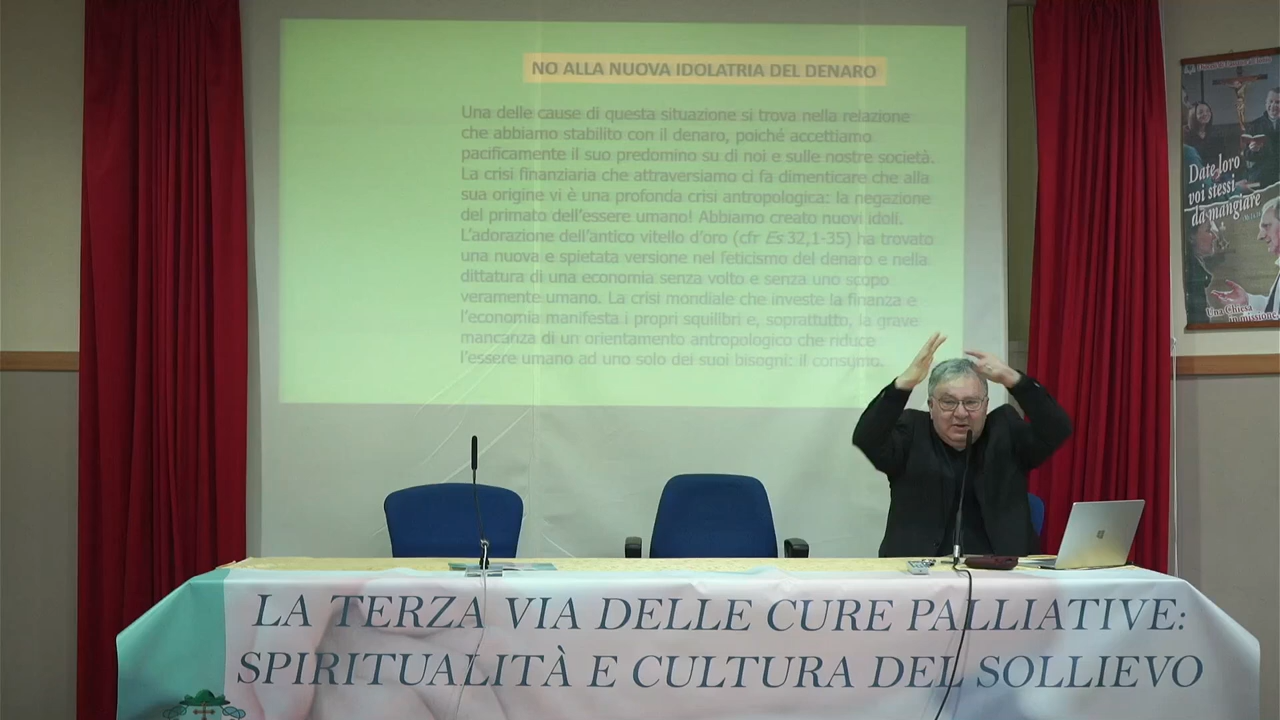 NO ALLA NUOVA IDOLATRIA DEL DENARO
Una delle cause di questa situazione si trova nella relazione
che abbiamo stabilito con il denaro, poiché accettiamo
pacificamente il suo predomino su di noi e sulle nostre società.
La crisi finanziaria che attraversiamo ci fa dimenticare che alla
sua origine vi è una profonda crisi antropologica: la negazione
del primato dell'essere umano! Abbiamo creato nuovi idoli.
L'adorazione dell'antico vitello d'oro (cfr Es 32,1-35) ha trovato
una nuova e spietata versione nel feticismo del denaro e nella
dittatura di una economia senza volto e senza uno scopo
veramente umano. La crisi mondiale che investe la finanza e
l'economia manifesta i propri squilibri e, soprattutto, la grave
mancanza di un orientamento antropologico che riduce
l'essere umano ad uno solo dei suoi bisogni: il consumo.
Date loro
voi stessi
da mangiare
Una Chiesa
in missione
LA TERZA VIA DELLE CURE PALLIATIVE:
SPIRITUALITÀ E CULTURA DEL SOLLIEVO